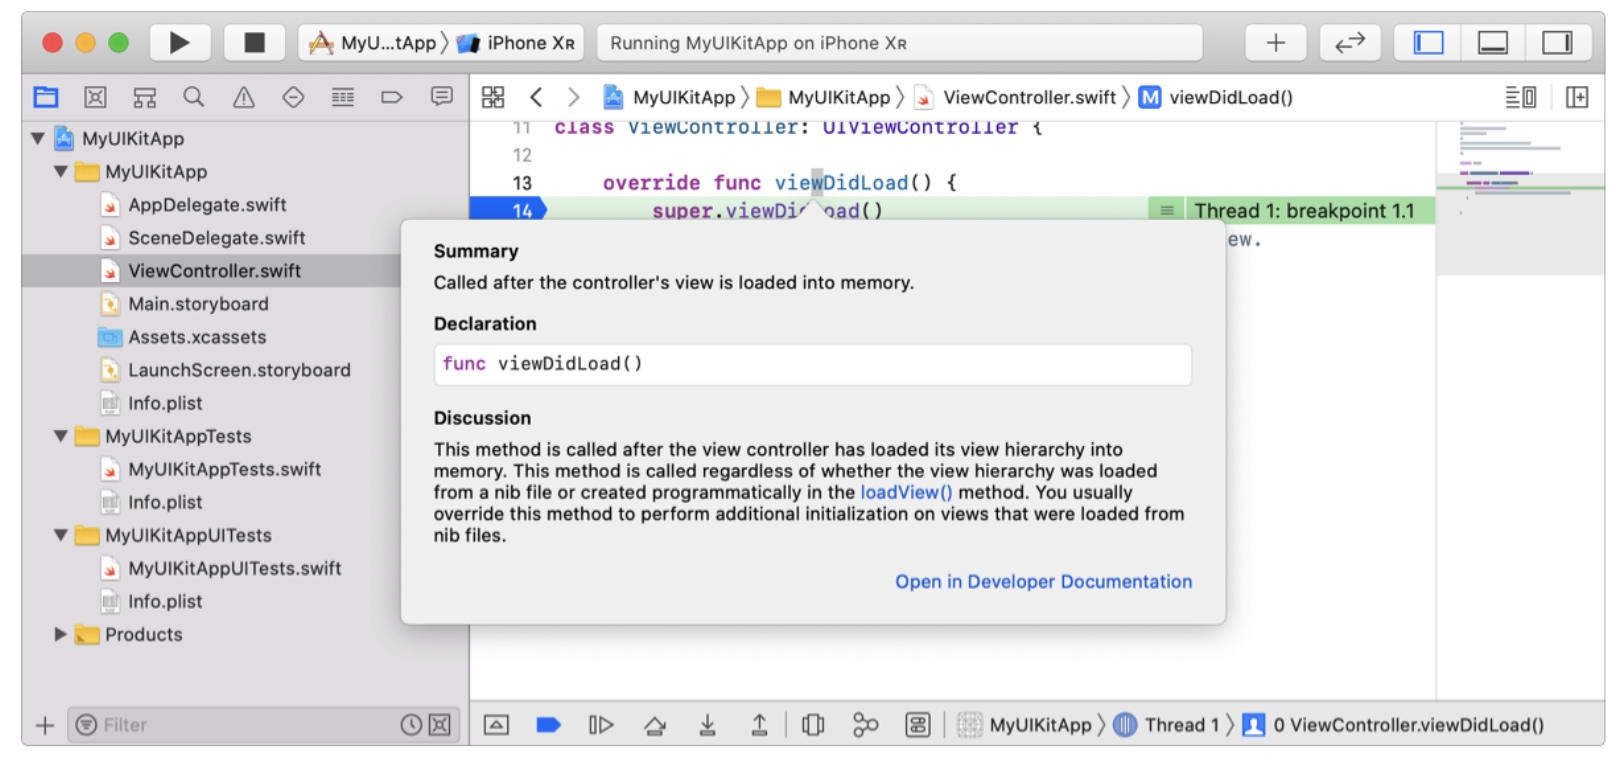 MyU...tApp 〉 iPhone XR
Running MyUIKitApp on iPhone XR
MyUIKitApp 〉 MyUIKitApp 〉 ViewController.swift 〉 M viewDidLoad()
MyUIKitApp
MyUIKitApp
AppDelegate.swift
SceneDelegate.swift
ViewController.swift
Main.storyboard
Assets.xcassets
LaunchScreen.storyboard
Info.plist
MyUIKitAppTests
MyUIKitAppTests.swift
Info.plist
MyUIKitAppUITests
MyUIKitAppUITests.swift
Info.plist
Products
Filter
11 class ViewController: UIViewController {
12
13 override func viewDidLoad() {
14 super.viewDidLoad()
Thread 1: breakpoint 1.1
ew.
Summary
Called after the controller's view is loaded into memory.
Declaration
func viewDidLoad()
Discussion
This method is called after the view controller has loaded its view hierarchy into
memory. This method is called regardless of whether the view hierarchy was loaded
from a nib file or created programmatically in the loadView() method. You usually
override this method to perform additional initialization on views that were loaded from
nib files.
Open in Developer Documentation
MyUIKitApp 〉 Thread 1 〉 0 ViewController.viewDidLoad()